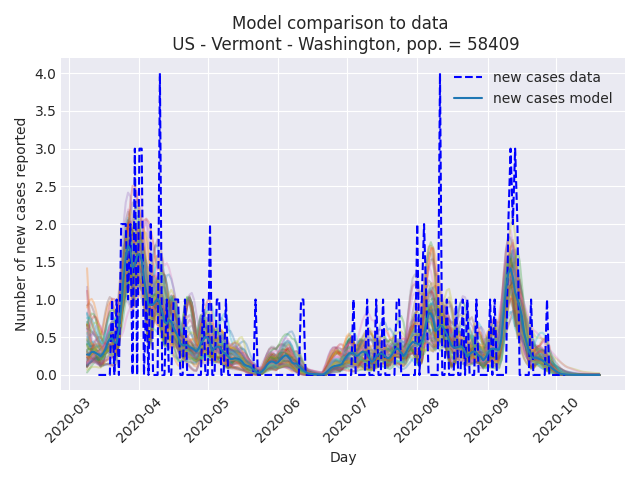 Model comparison to data
US - Vermont - Washington, pop. = 58409
new cases data
new cases model
Number of new cases reported
4.0
3.5
3.0
2.5
2.0
1.5
1.0
0.5
0.0
2020-03
2020-04
2020-05
2020-06
2020-07
2020-08
2020-09
2020-10
Day